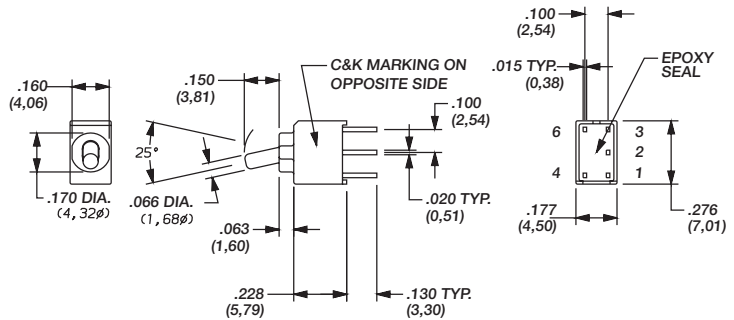 .160
(4,06)
.170 DIA.
(4,32ø)
25°
.150
(3,81)
.066 DIA.
(1,68ø)
.063
(1,60)
C&K MARKING ON
OPPOSITE SIDE
.100
(2,54)
.020 TYP.
(0,51)
.228
(5,79)
.130 TYP.
(3,30)
.100
(2,54)
.015 TYP.
(0,38)
EPOXY
SEAL
6 3
2
4 1
.177
(4,50)
.276
(7,01)